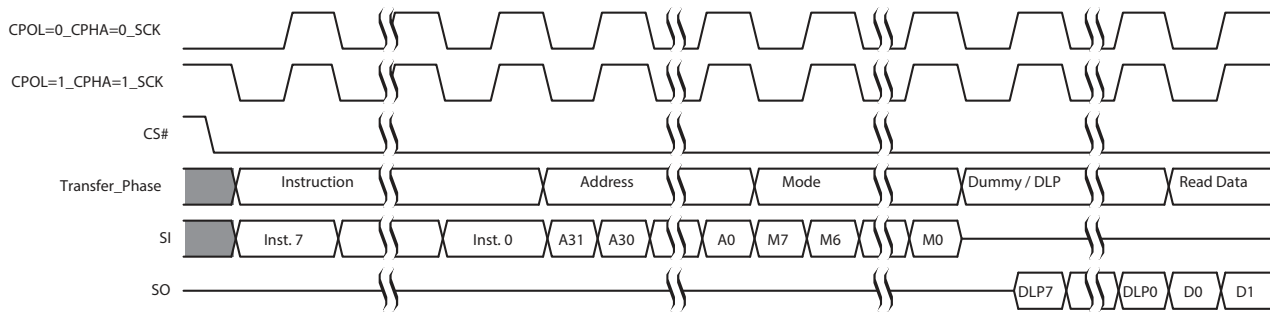 CPOL=0_CPHA=0_SCK
CPOL=1_CPHA=1_SCK
CS#
Transfer_Phase Instruction Address Mode Dummy / DLP Read Data
SI Inst. 7 Inst. 0 A31 A30 A0 M7 M6 M0
SO DLP7 DLP0 D0 D1